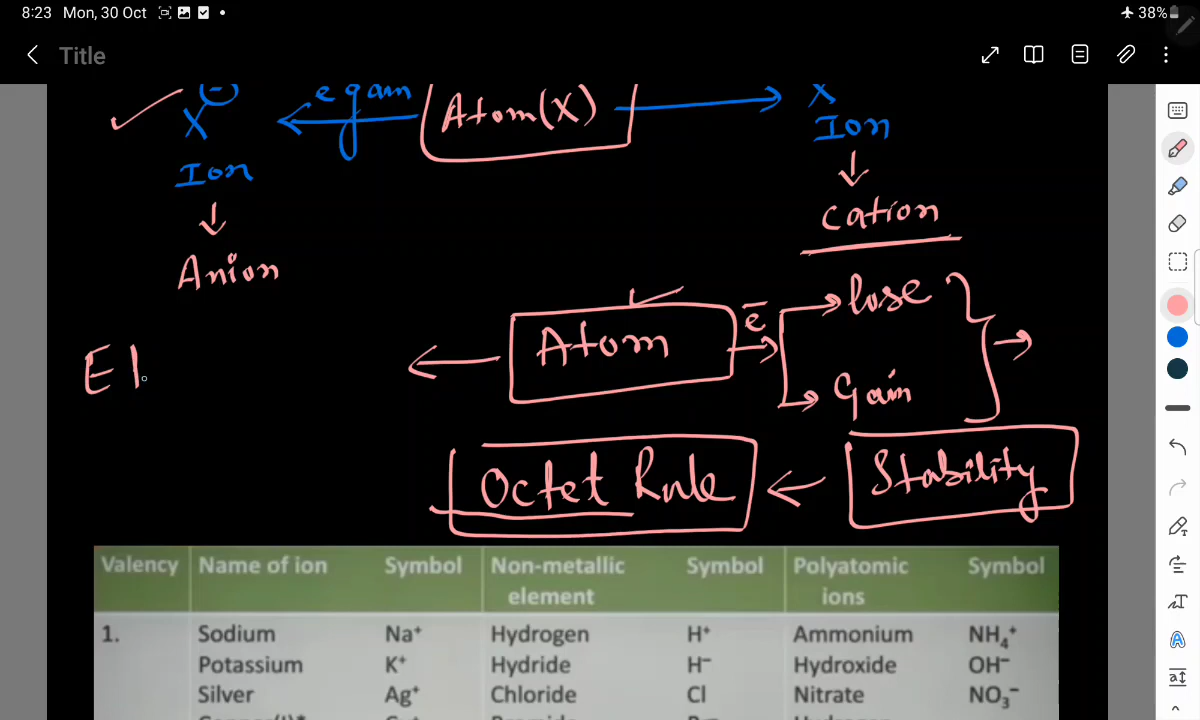 8:23 Mon, 30 Oct 38%
Title
X⊖ e gain Atom(X) X
Ion Ion
Anion cation
Atom e̅ lose
El Gain
Octet Rule Stability
Valency Name of ion Symbol Non-metallic element Symbol Polyatomic ions Symbol
1. Sodium Na⁺ Hydrogen H⁺ Ammonium NH₄⁺
Potassium K⁺ Hydride H⁻ Hydroxide OH⁻
Silver Ag⁺ Chloride Cl Nitrate NO₃⁻